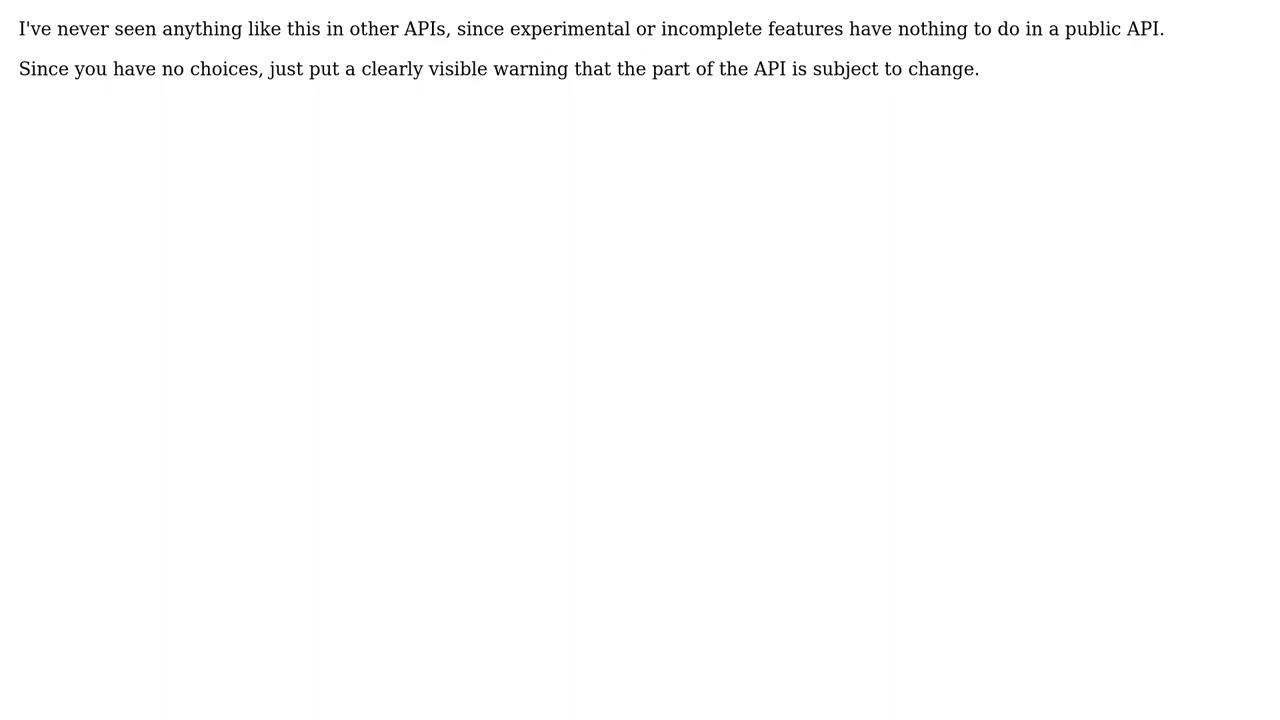 I've never seen anything like this in other APIs, since experimental or incomplete features have nothing to do in a public API.
Since you have no choices, just put a clearly visible warning that the part of the API is subject to change.